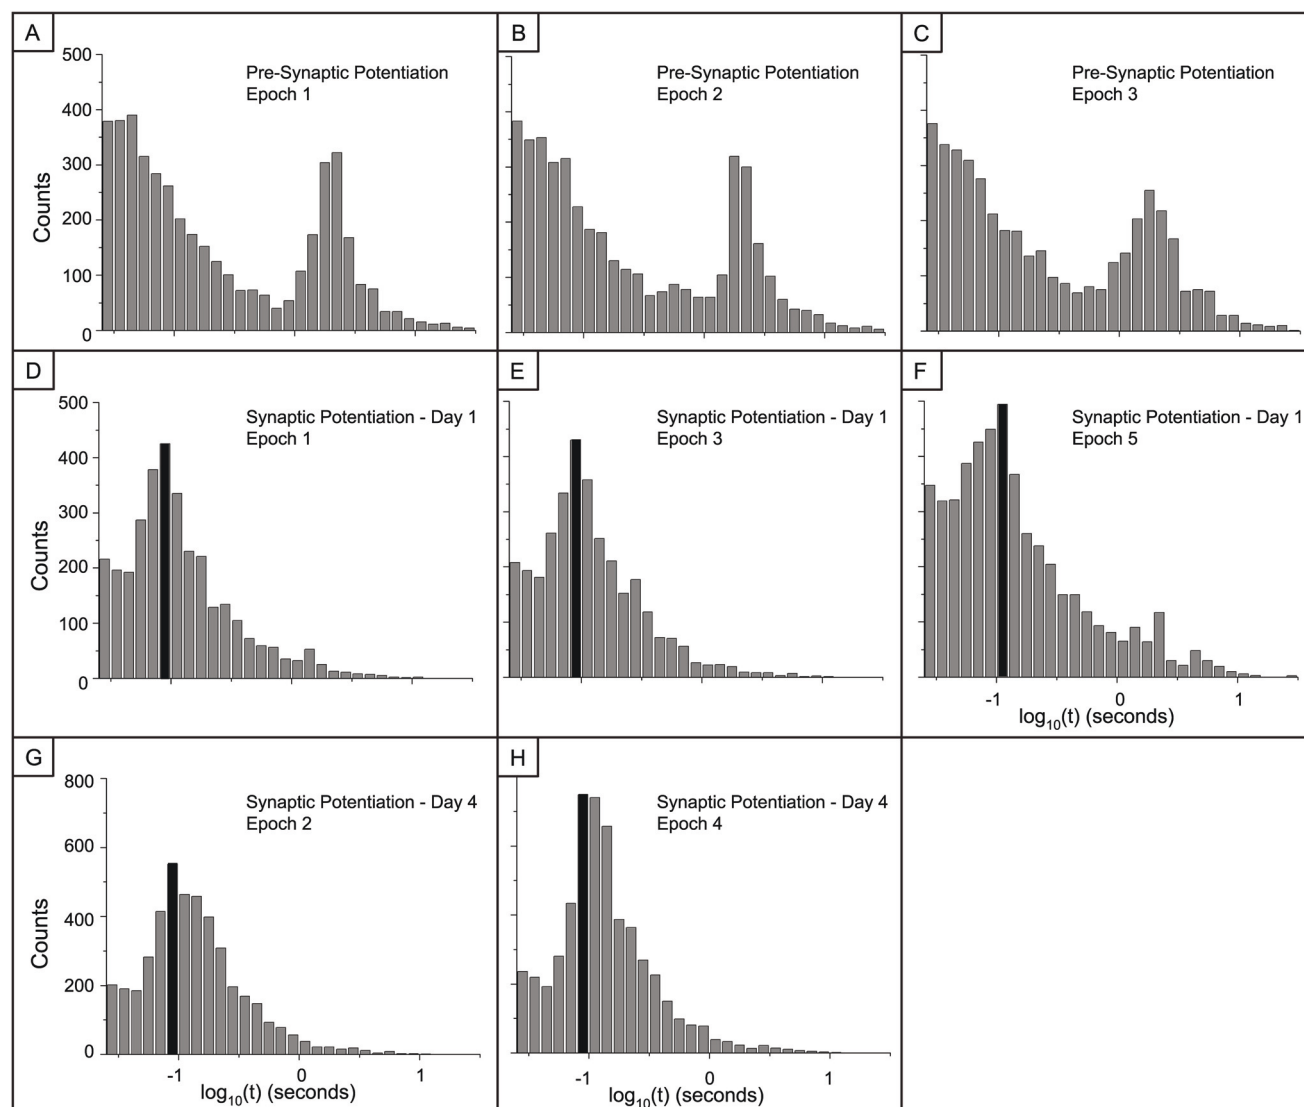 A
B
C
Pre-Synaptic Potentiation
Epoch 1
Pre-Synaptic Potentiation
Epoch 2
Pre-Synaptic Potentiation
Epoch 3
500
400
300
200
100
0
Counts
D
E
F
Synaptic Potentiation - Day 1
Epoch 1
Synaptic Potentiation - Day 1
Epoch 3
Synaptic Potentiation - Day 1
Epoch 5
500
400
300
200
100
0
Counts
-1 0 1
log10(t) (seconds)
G
H
Synaptic Potentiation - Day 4
Epoch 2
Synaptic Potentiation - Day 4
Epoch 4
800
600
400
200
0
Counts
-1 0 1
log10(t) (seconds)
-1 0 1
log10(t) (seconds)